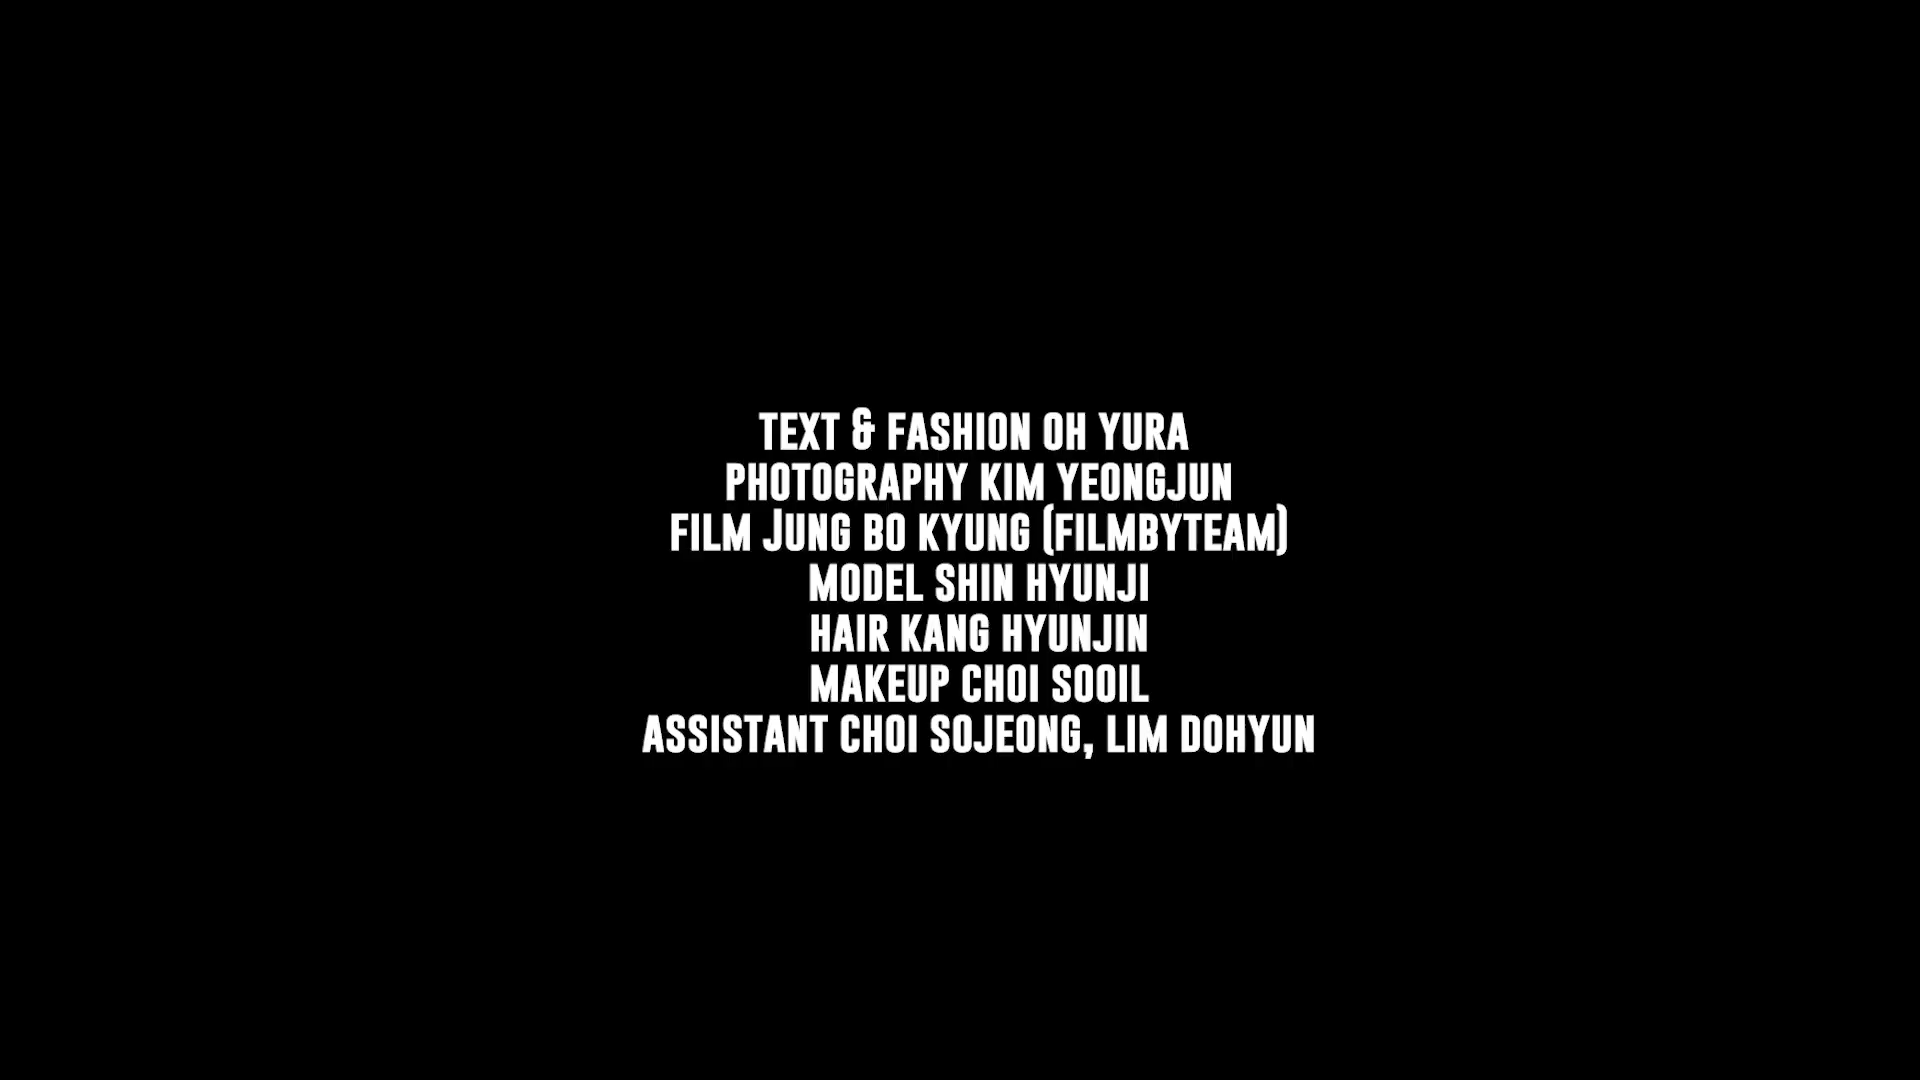 TEXT & FASHION OH YURA
PHOTOGRAPHY KIM YEONGJUN
FILM JUNG BO KYUNG (FILMBYTEAM)
MODEL SHIN HYUNJI
HAIR KANG HYUNJIN
MAKEUP CHOI SOOIL
ASSISTANT CHOI SOJEONG, LIM DOHYUN